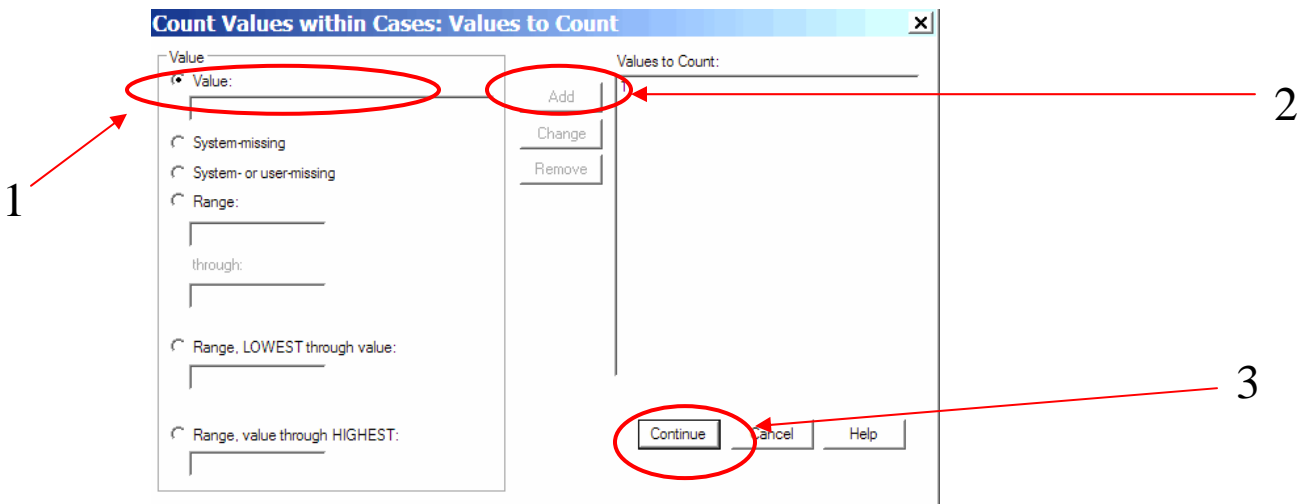 Count Values within Cases: Values to Count
Value
Value:
System-missing
System- or user-missing
Range:
through:
Range, LOWEST through value:
Range, value through HIGHEST:
Add
Change
Remove
Values to Count:
Continue Cancel Help
1
2
3